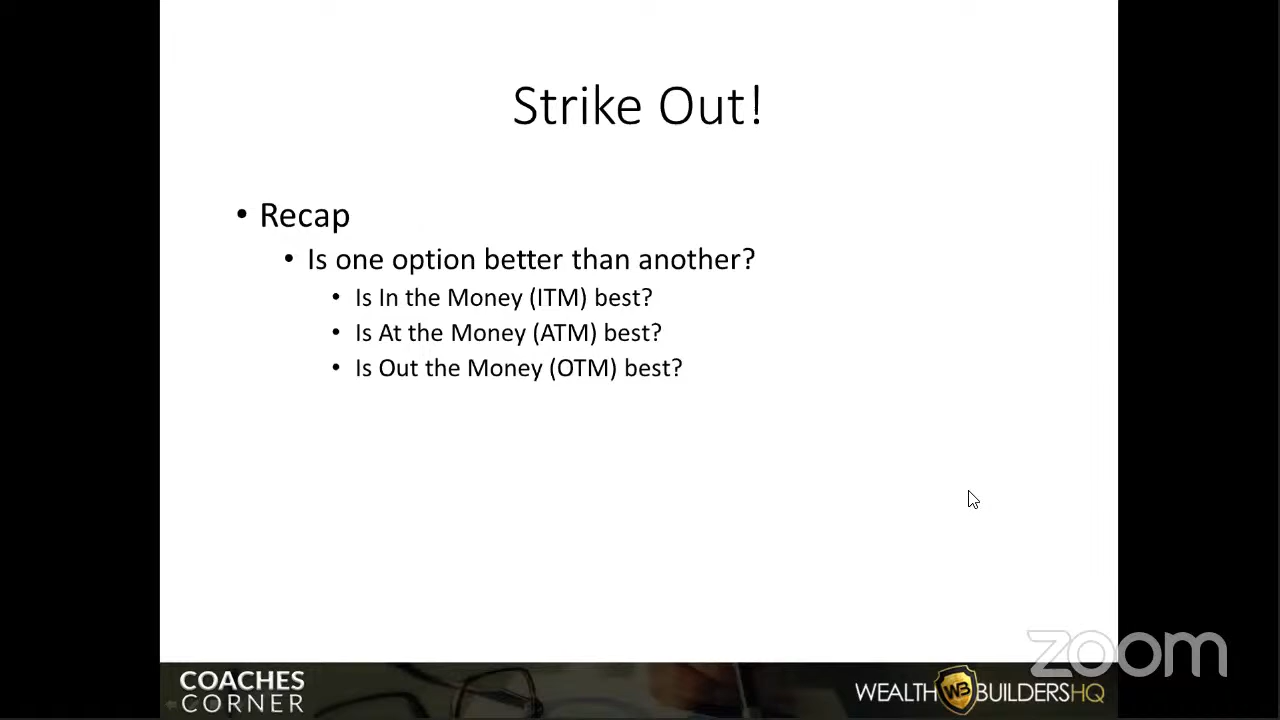 Strike Out!
• Recap
• Is one option better than another?
• Is In the Money (ITM) best?
• Is At the Money (ATM) best?
• Is Out the Money (OTM) best?
zoom
COACHES
CORNER
WEALTH WB BUILDERSHQ